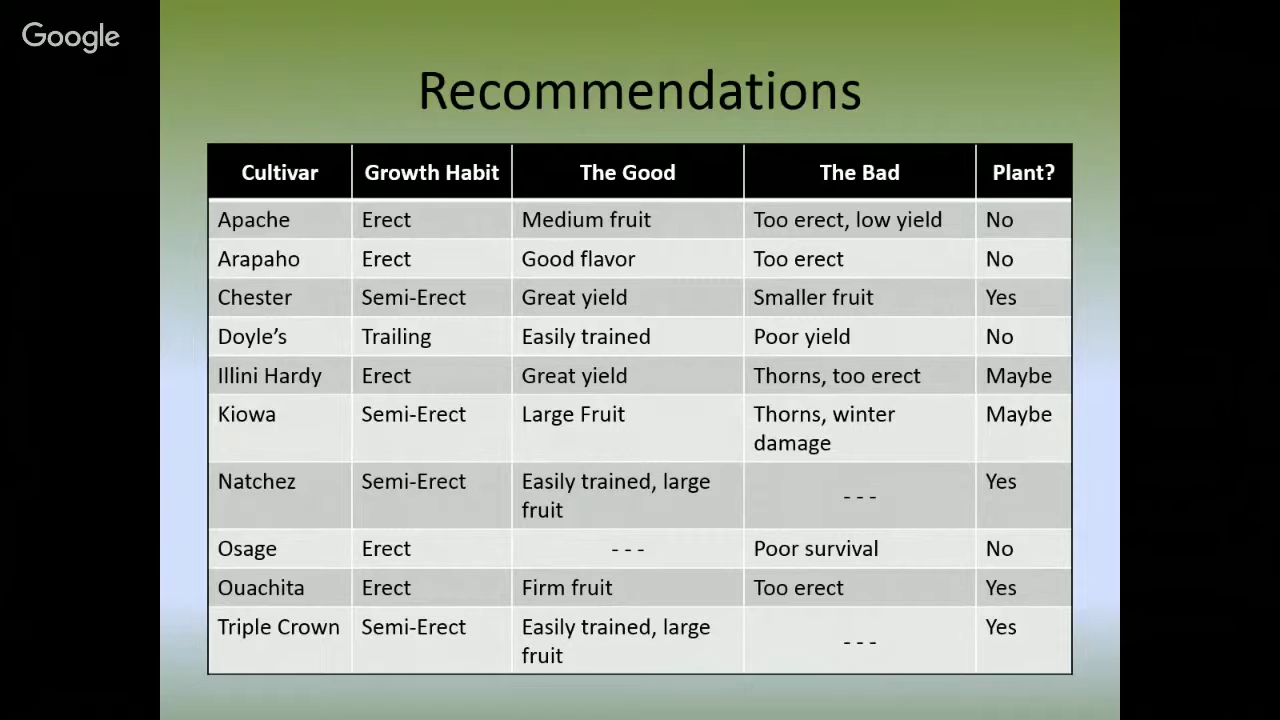 Google
Recommendations
Cultivar Growth Habit The Good The Bad Plant?
Apache Erect Medium fruit Too erect, low yield No
Arapaho Erect Good flavor Too erect No
Chester Semi-Erect Great yield Smaller fruit Yes
Doyle's Trailing Easily trained Poor yield No
Illini Hardy Erect Great yield Thorns, too erect Maybe
Kiowa Semi-Erect Large Fruit Thorns, winter Maybe
damage
Natchez Semi-Erect Easily trained, large - - - Yes
fruit
Osage Erect - - - Poor survival No
Ouachita Erect Firm fruit Too erect Yes
Triple Crown Semi-Erect Easily trained, large - - - Yes
fruit